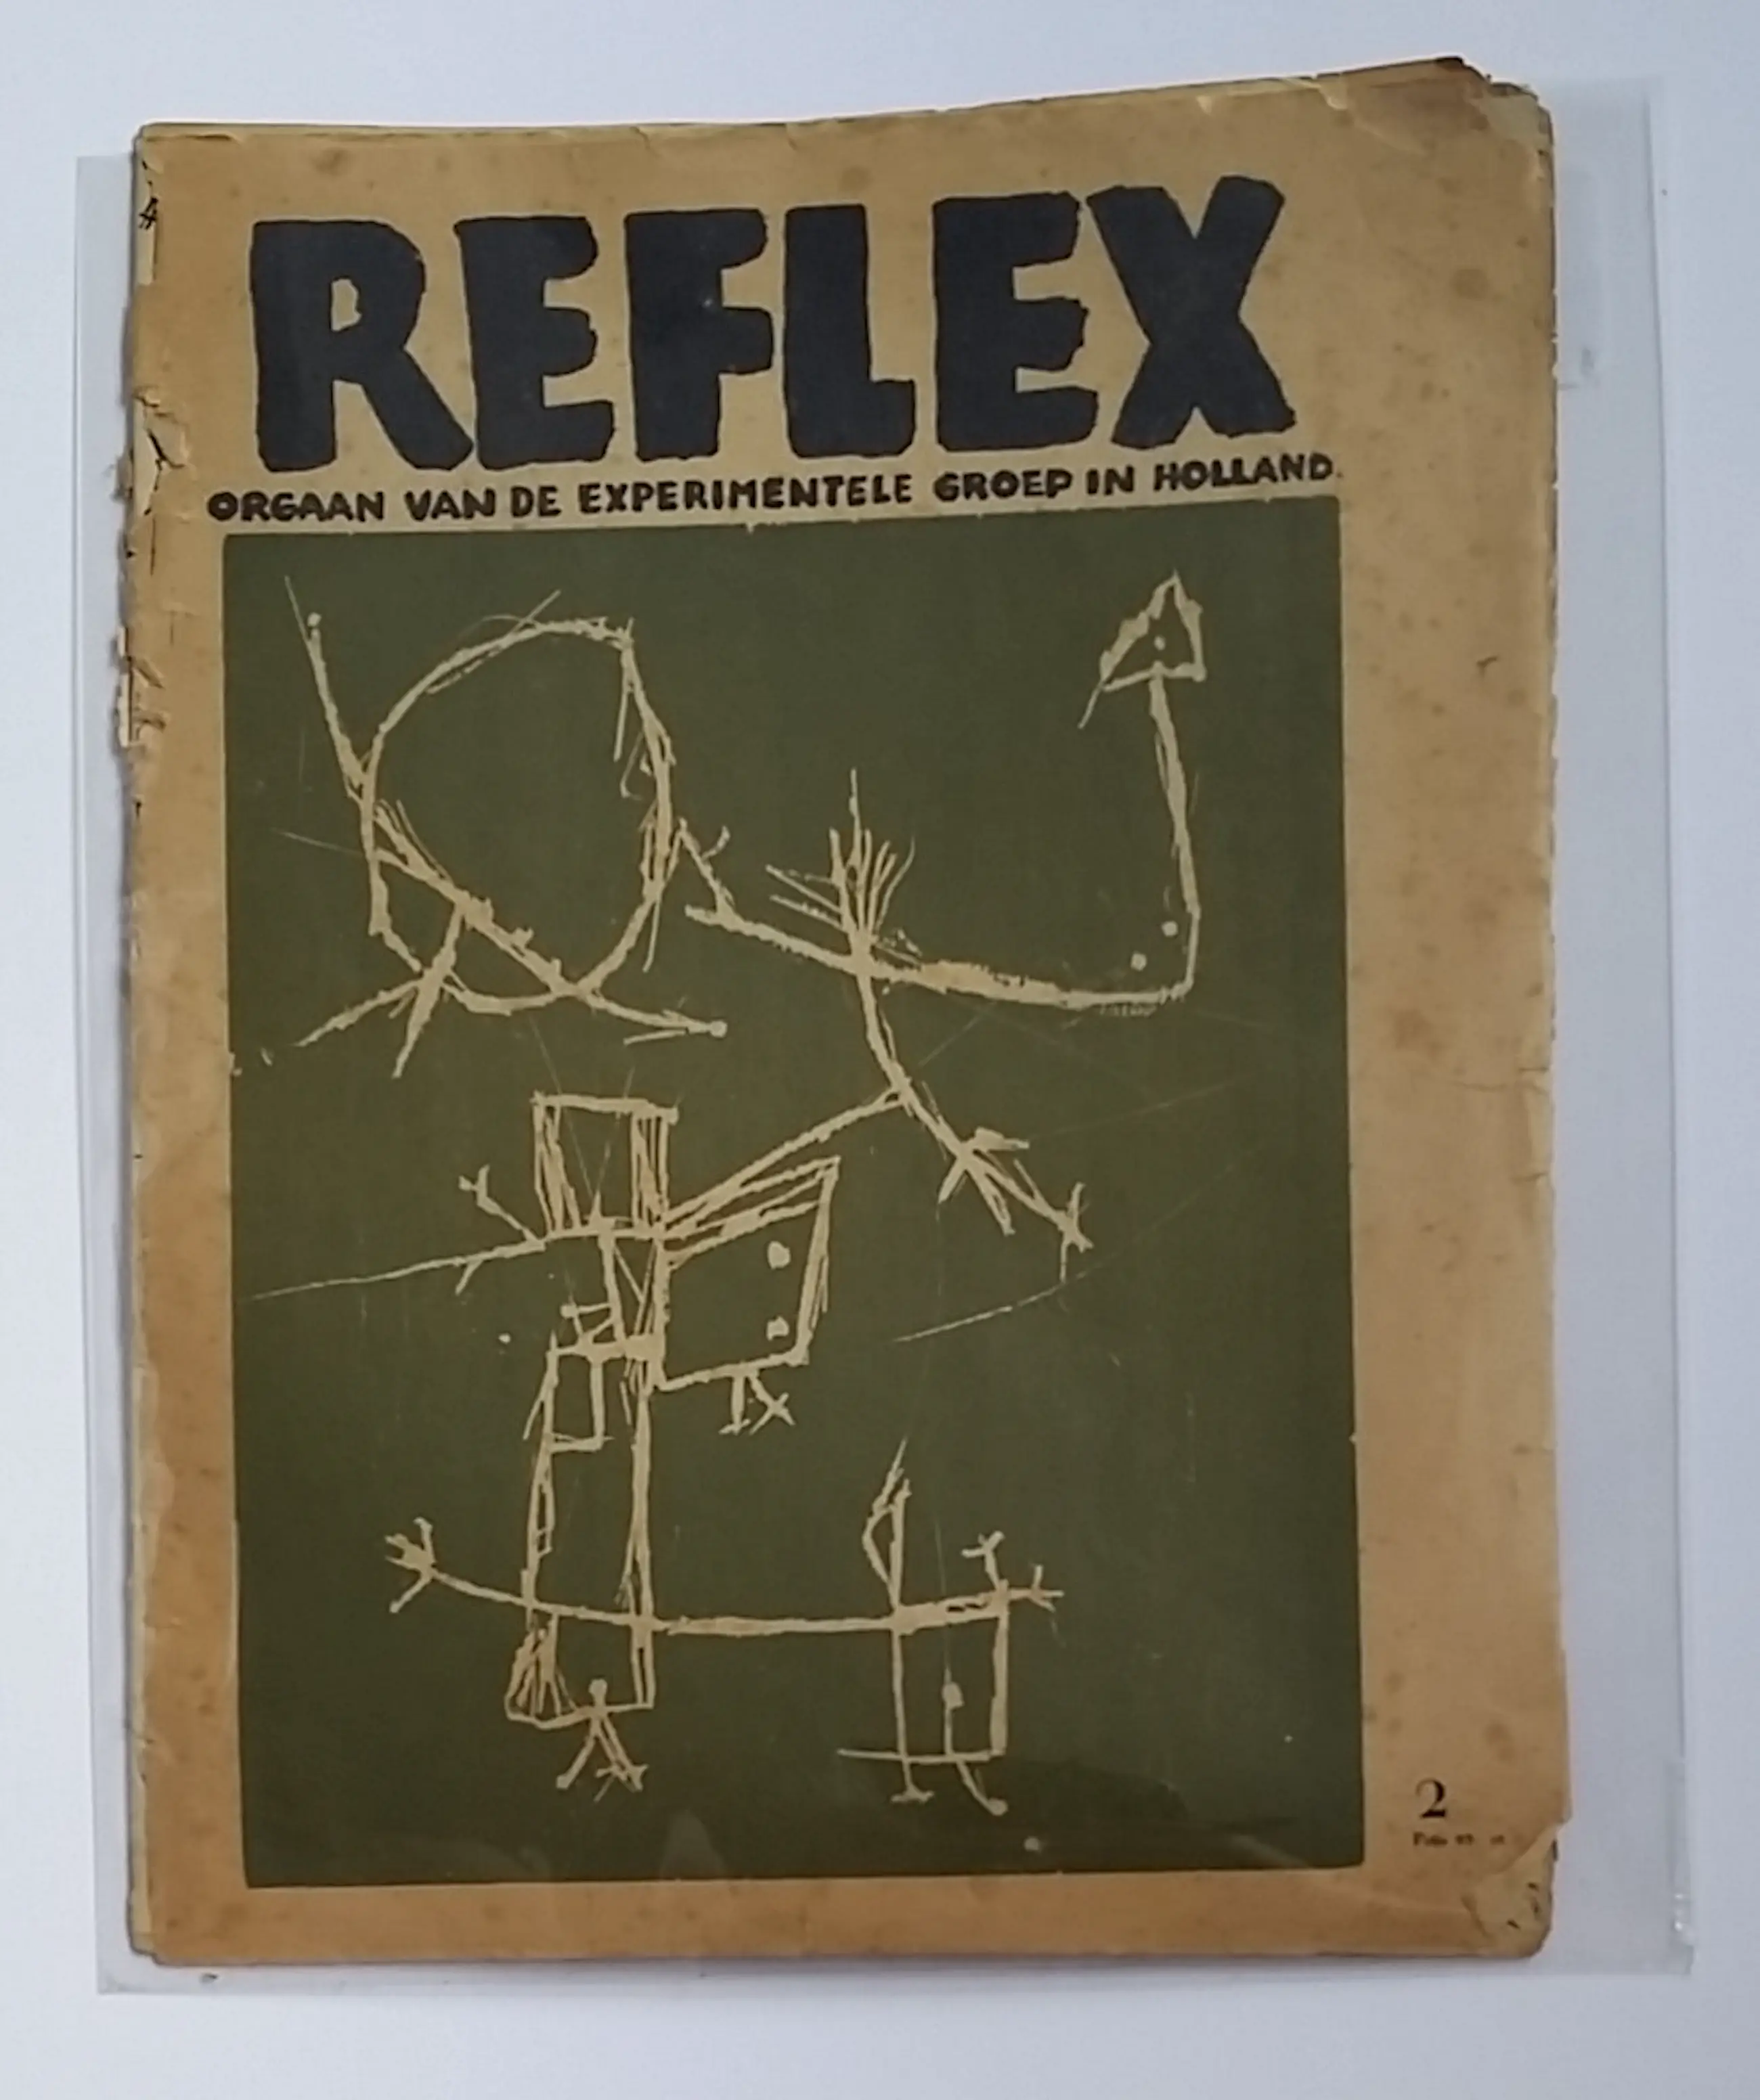 REFLEX
ORGAAN VAN DE EXPERIMENTELE GROEP IN HOLLAND
2